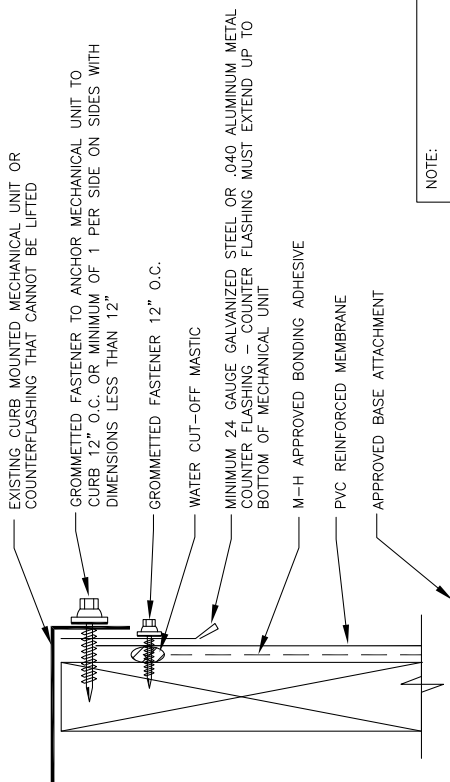 EXISTING CURB MOUNTED MECHANICAL UNIT OR
COUNTERFLASHING THAT CANNOT BE LIFTED
GROMMETTED FASTENER TO ANCHOR MECHANICAL UNIT TO
CURB 12" O.C. OR MINIMUM OF 1 PER SIDE ON SIDES WITH
DIMENSIONS LESS THAN 12"
GROMMETTED FASTENER 12" O.C.
WATER CUT-OFF MASTIC
MINIMUM 24 GAUGE GALVANIZED STEEL OR .040 ALUMINUM METAL
COUNTER FLASHING - COUNTER FLASHING MUST EXTEND UP TO
BOTTOM OF MECHANICAL UNIT
M-H APPROVED BONDING ADHESIVE
PVC REINFORCED MEMBRANE
APPROVED BASE ATTACHMENT
NOTE: